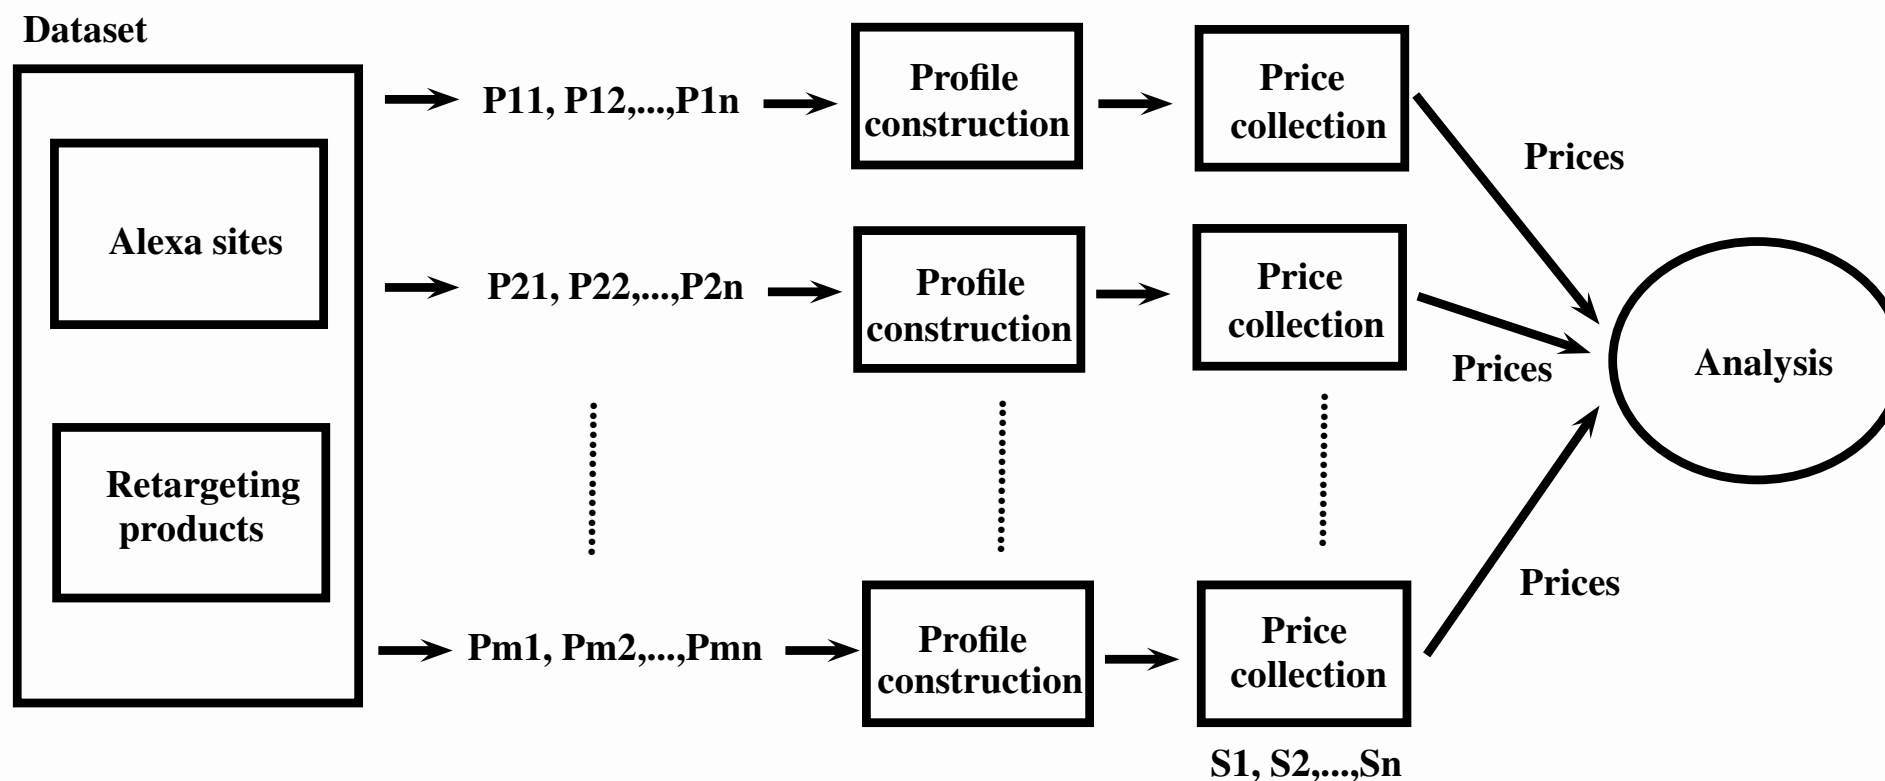 Dataset
Alexa sites
Retargeting
products
P11, P12,...,P1n
Profile
construction
Price
collection
Prices
P21, P22,...,P2n
Profile
construction
Price
collection
Prices
Pm1, Pm2,...,Pmn
Profile
construction
Price
collection
Prices
S1, S2,...,Sn
Analysis